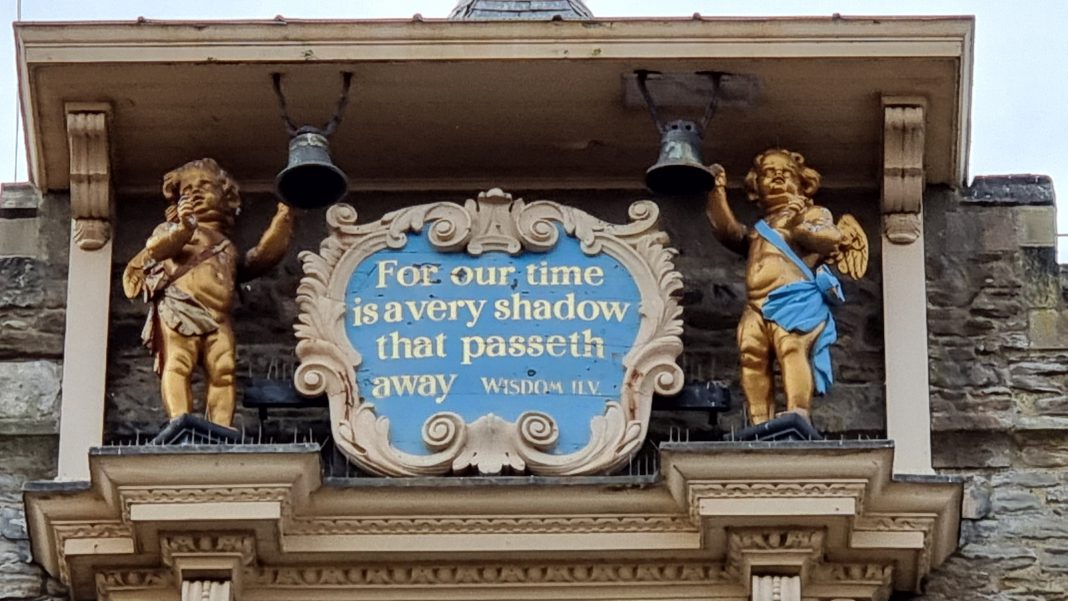 For our time
is a very shadow
that passeth
away WISDOM II.V.